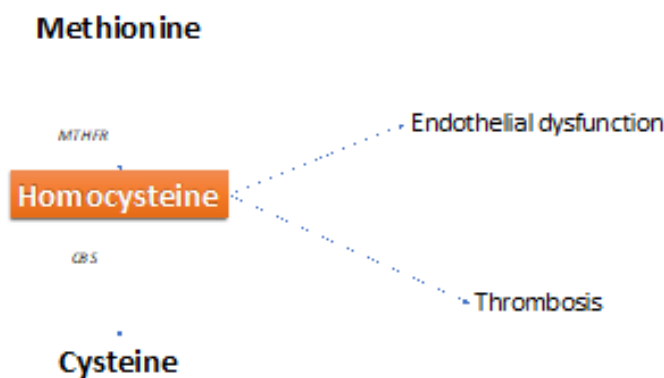 Methionine
MTHFR
Endothelial dysfunction
Homocysteine
CBS
Thrombosis
Cysteine